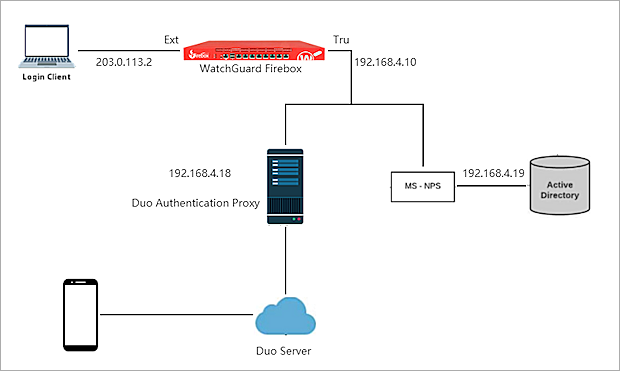 Ext
Tru
203.0.113.2
WatchGuard Firebox
192.168.4.10
Login Client
192.168.4.18
Duo Authentication Proxy
MS - NPS
192.168.4.19
Active
Directory
Duo Server